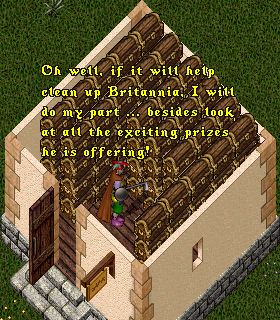 Oh well, if it will help
clean up Britannia, I will
do my part ... besides look
at all the exciting prizes
he is offering!